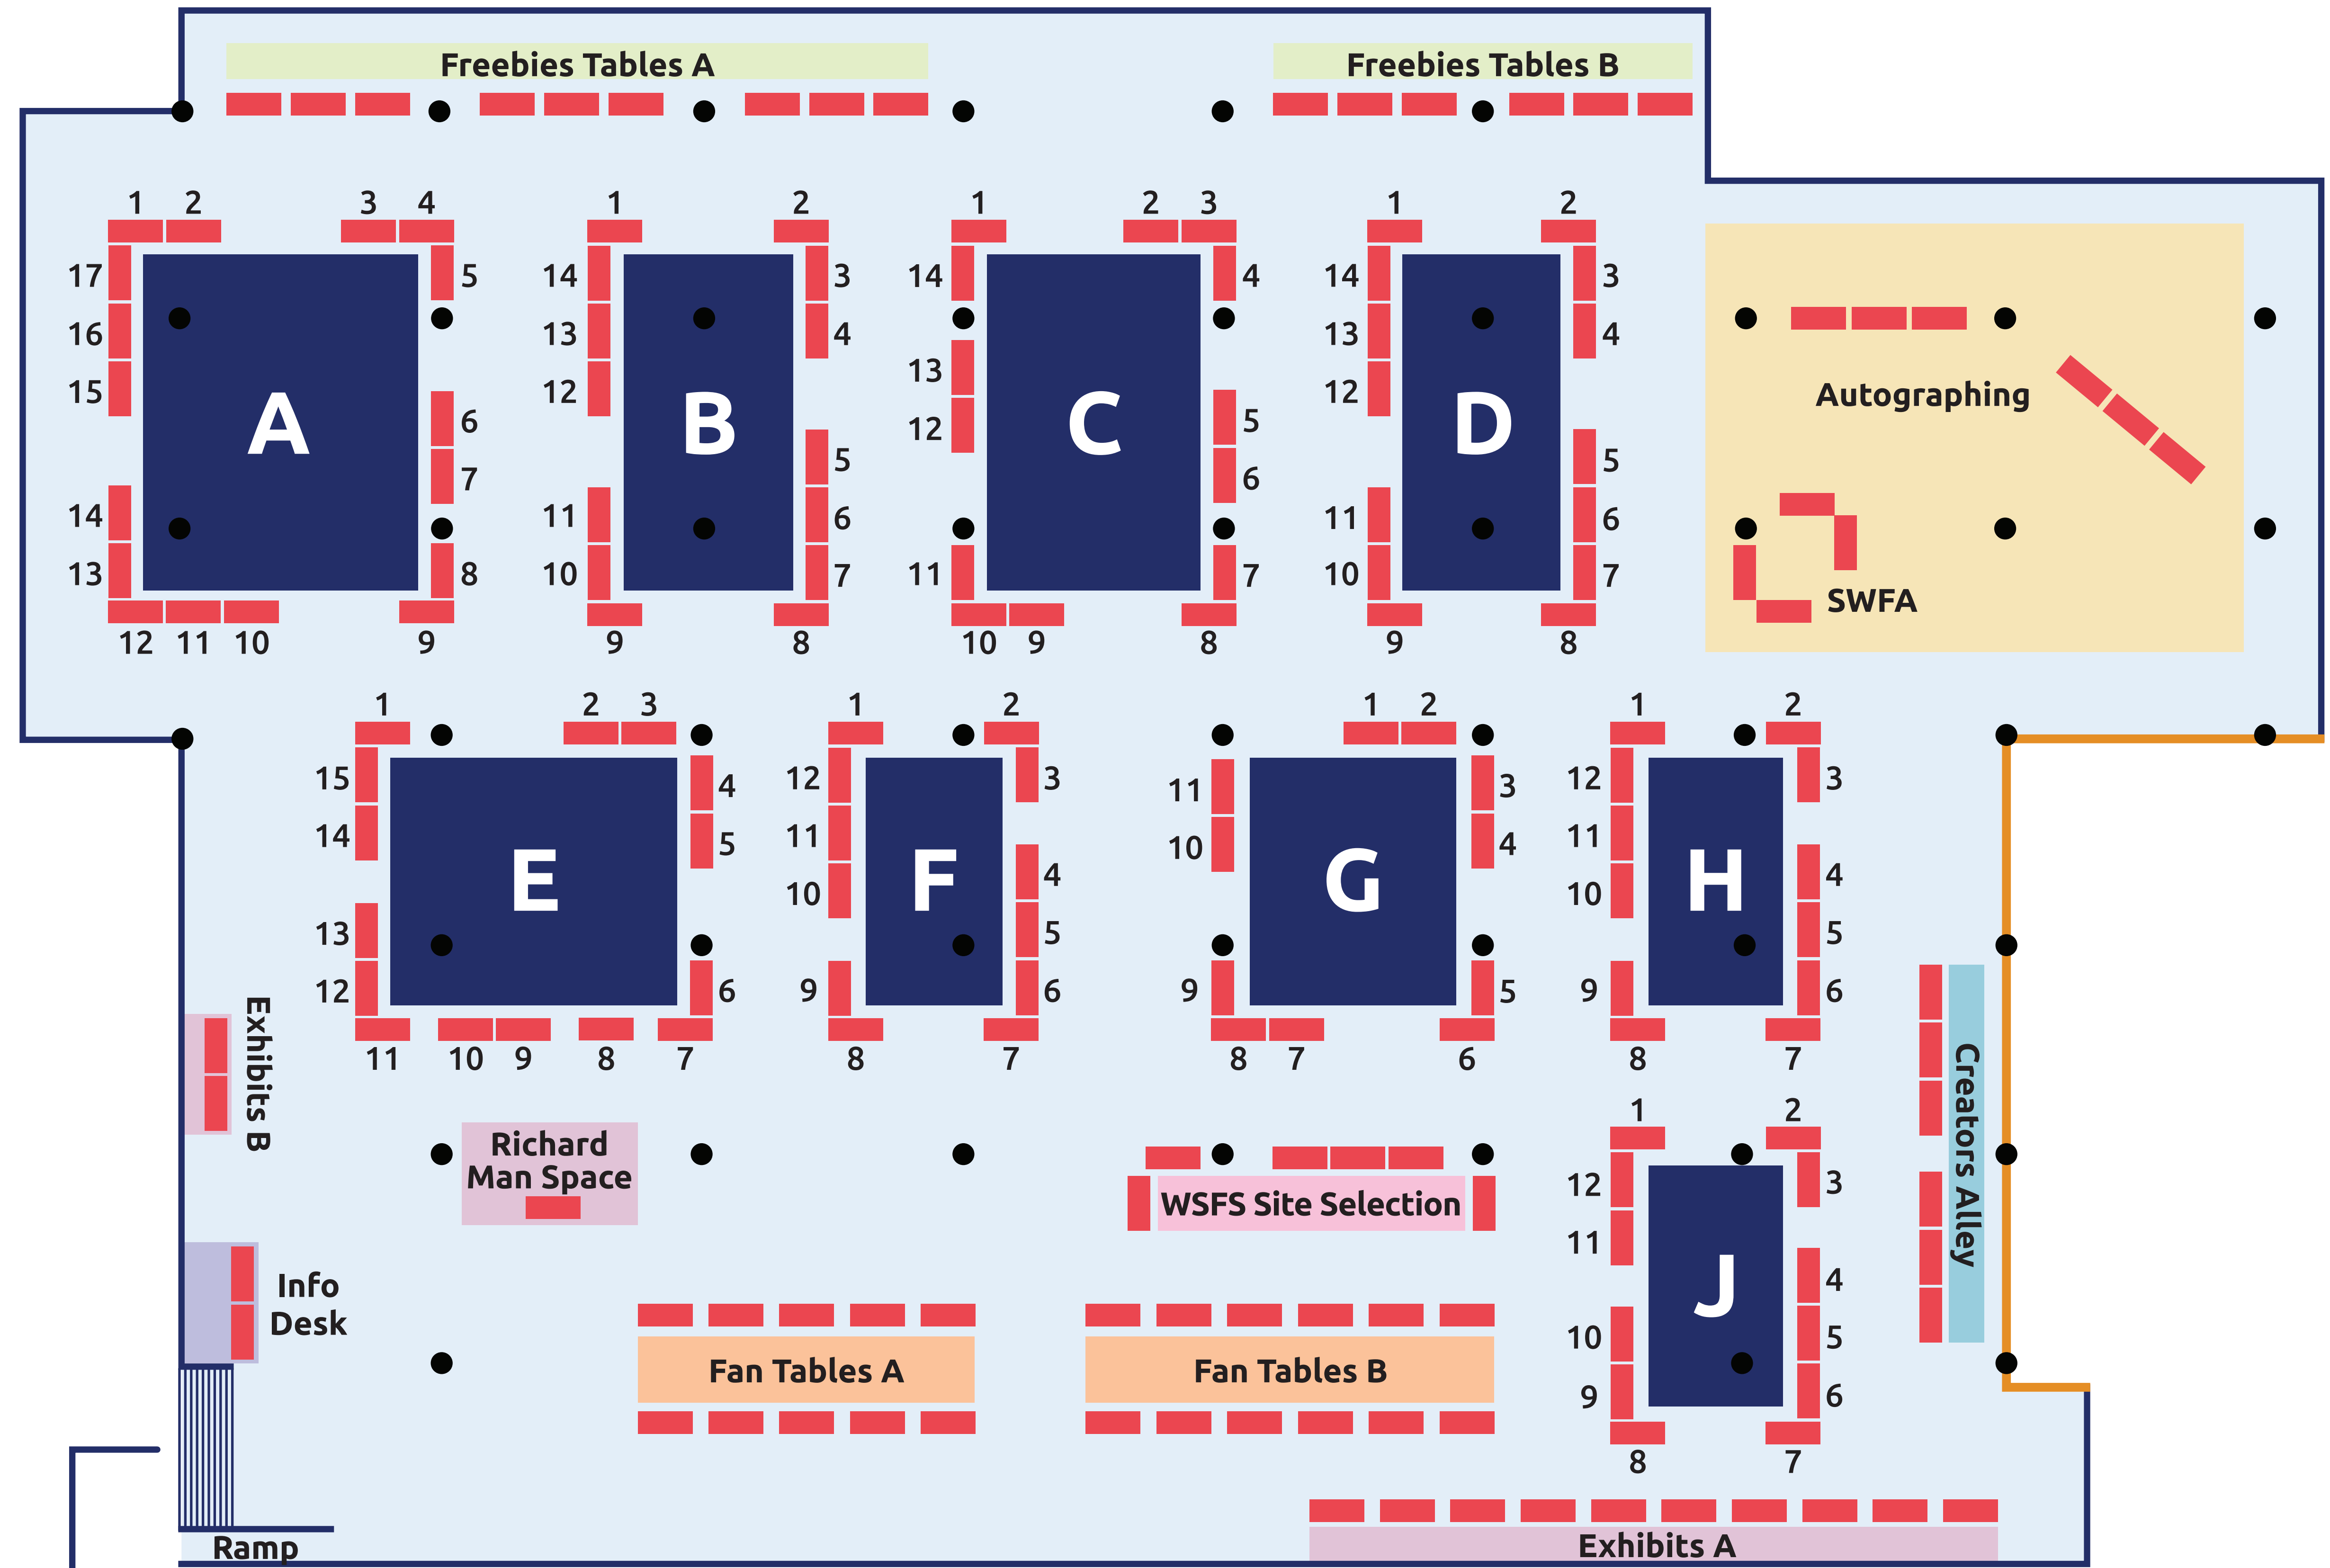 Freebies Tables A Freebies Tables B
1 2 3 4 1 2 1 2 3 1 2
17 5 14 3 14 4 14 3
16 13 4 13 4
15 12 13 12
Autographing
A B C D
6 12 5
7 5 6 5
14 11 6 11 6
13 8 10 7 11 7 10 7
SWFA
12 11 10 9 9 8 10 9 8 9 8
1 2 3 1 2 1 2 1 2
15 4 12 3 11 3 12 3
14 5 11 10 4 11
E F G H
10 4 10 4
13 5 5
12 6 9 6 9 5 9 6
11 10 9 8 7 8 7 8 7 6 8 7
Exhibits B
Creators Alley
1 2
Richard
Man Space
WSFS Site Selection
12 3
11
J
4
Info
Desk
10 5
Fan Tables A Fan Tables B
9 6
8 7
Ramp
Exhibits A